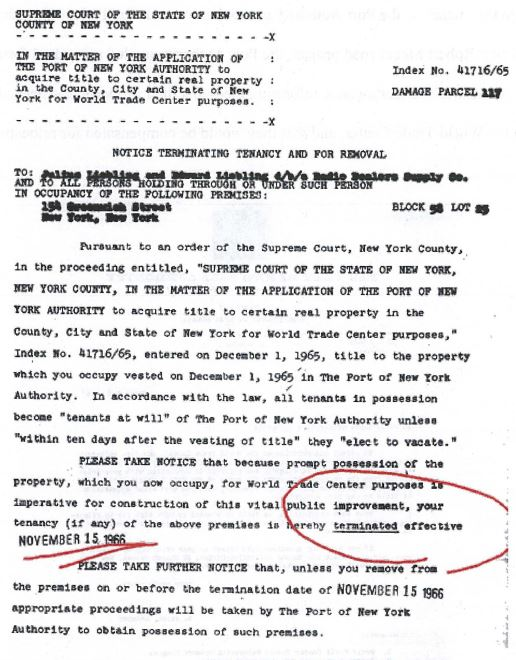 SUPREME COURT OF THE STATE OF NEW YORK
COUNTY OF NEW YORK
- - - - - - - - - - - - - - - - - - - -X
IN THE MATTER OF THE APPLICATION OF :
THE PORT OF NEW YORK AUTHORITY to :
acquire title to certain real property : Index No. 41716/65
in the County, City and State of New :
York for World Trade Center purposes. : DAMAGE PARCEL 117
- - - - - - - - - - - - - - - - - - - -X
NOTICE TERMINATING TENANCY AND FOR REMOVAL
TO: Pauline Liebling and Edward Liebling d/b/a Radio Dealers Supply Co.
AND TO ALL PERSONS HOLDING THROUGH OR UNDER SUCH PERSON
IN OCCUPANCY OF THE FOLLOWING PREMISES:
154 Greenwich Street BLOCK 58 LOT 25
New York, New York
Pursuant to an order of the Supreme Court, New York County,
in the proceeding entitled, "SUPREME COURT OF THE STATE OF NEW YORK,
NEW YORK COUNTY, IN THE MATTER OF THE APPLICATION OF THE PORT OF NEW
YORK AUTHORITY to acquire title to certain real property in the
County, City and State of New York for World Trade Center purposes,"
Index No. 41716/65, entered on December 1, 1965, title to the property
which you occupy vested on December 1, 1965 in The Port of New York
Authority. In accordance with the law, all tenants in possession
become "tenants at will" of The Port of New York Authority unless
"within ten days after the vesting of title" they "elect to vacate."
PLEASE TAKE NOTICE that because prompt possession of the
property, which you now occupy, for World Trade Center purposes is
imperative for construction of this vital public improvement, your
tenancy (if any) of the above premises is hereby terminated effective
NOVEMBER 15 1966
PLEASE TAKE FURTHER NOTICE that, unless you remove from
the premises on or before the termination date of NOVEMBER 15 1966
appropriate proceedings will be taken by The Port of New York
Authority to obtain possession of such premises.